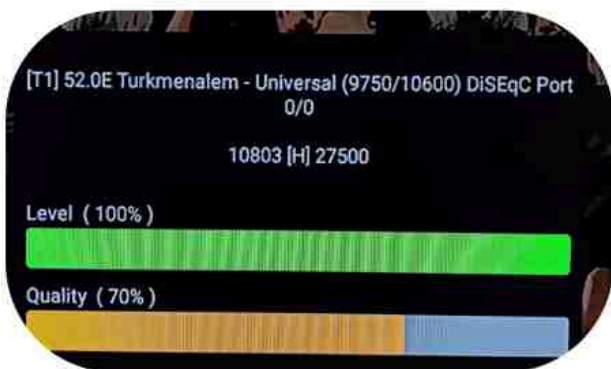 [T1] 52.0E Turkmenalem - Universal (9750/10600) DiSEqC Port
0/0
10803 [H] 27500
Level ( 100% )
Quality ( 70% )